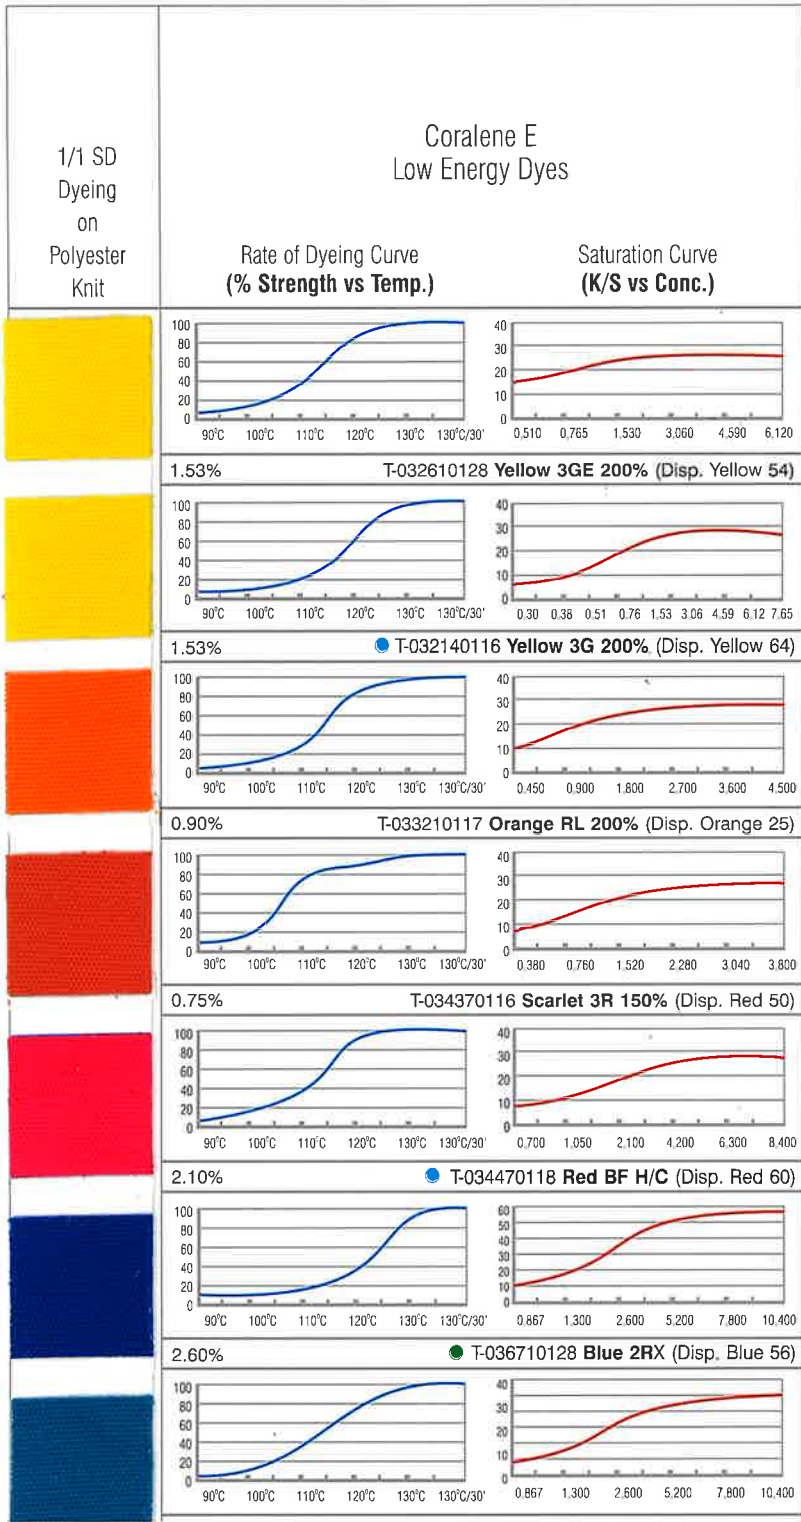 1/1 SD
Dyeing
on
Polyester
Knit
Coralene E
Low Energy Dyes
Rate of Dyeing Curve
(% Strength vs Temp.)
Saturation Curve
(K/S vs Conc.)
100
80
60
40
20
0
90°C 100°C 110°C 120°C 130°C 130°C/30'
40
30
20
10
0
0,510 0,765 1,530 3,060 4,590 6,120
1.53% T-032610128 Yellow 3GE 200% (Disp. Yellow 54)
100
80
60
40
20
0
90°C 100°C 110°C 120°C 130°C 130°C/30'
40
30
20
10
0
0.30 0.38 0.51 0.76 1.53 3.06 4.59 6.12 7.65
1.53% T-032140116 Yellow 3G 200% (Disp. Yellow 64)
100
80
60
40
20
0
90°C 100°C 110°C 120°C 130°C 130°C/30'
40
30
20
10
0
0.450 0,900 1,800 2,700 3,600 4,500
0.90% T-033210117 Orange RL 200% (Disp. Orange 25)
100
80
60
40
20
0
90°C 100°C 110°C 120°C 130°C 130°C/30'
40
30
20
10
0
0,380 0,760 1,520 2,280 3,040 3,800
0.75% T-034370116 Scarlet 3R 150% (Disp. Red 50)
100
80
60
40
20
0
90°C 100°C 110°C 120°C 130°C 130°C/30'
40
30
20
10
0
0,700 1,050 2,100 4,200 6,300 8,400
2.10% T-034470118 Red BF H/C (Disp. Red 60)
100
80
60
40
20
0
90°C 100°C 110°C 120°C 130°C 130°C/30'
60
50
40
30
20
10
0
0.867 1,300 2,600 5,200 7,800 10,400
2.60% T-036710128 Blue 2RX (Disp. Blue 56)
100
80
60
40
20
0
90°C 100°C 110°C 120°C 130°C 130°C/30'
40
30
20
10
0
0,867 1,300 2,600 5,200 7,800 10,400